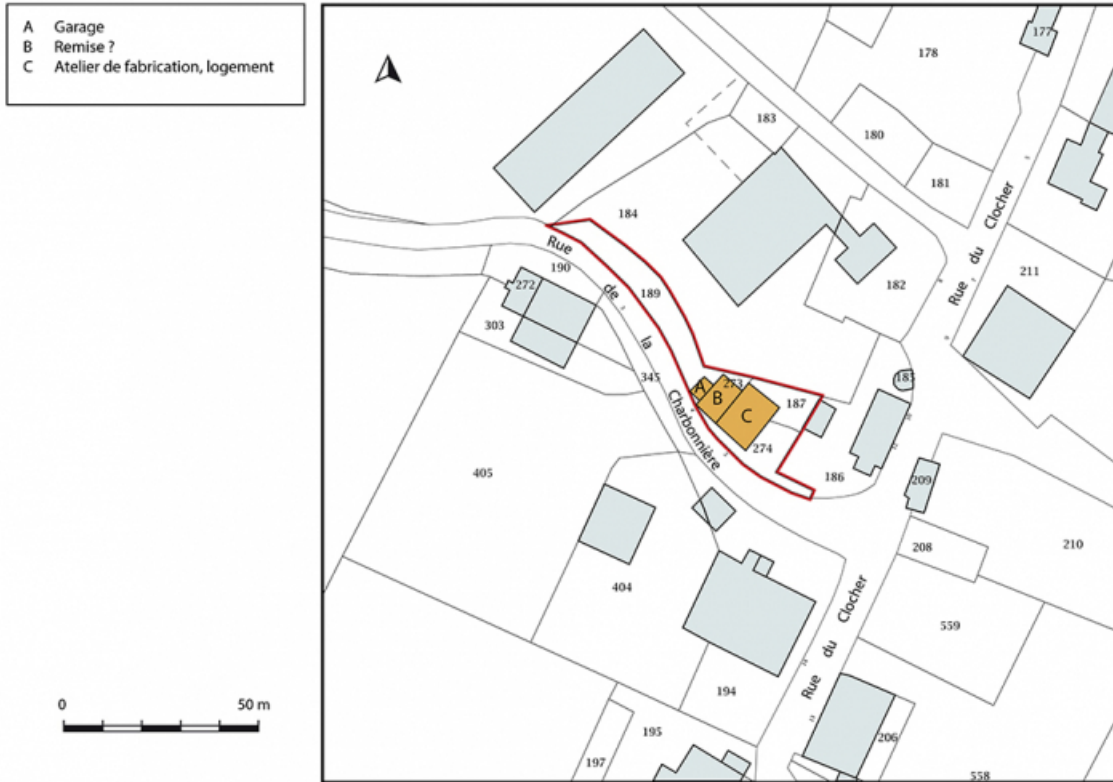 A Garage
B Remise ?
C Atelier de fabrication, logement
177
178
183
180
181
184
Rue du Clocher
211
Rue
190
182
272
189
de
303
la
345
A
273
185
B
C
187
Charbonnière
274
405
186
209
208
210
404
Rue du Clocher
559
194
0 50 m
195
206
197
558